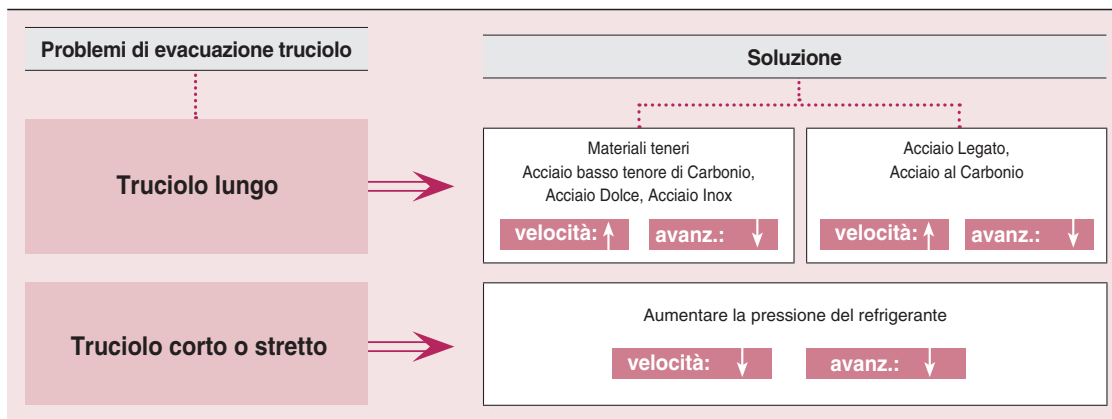 Problemi di evacuazione truciolo
Soluzione
Truciolo lungo
Materiali teneri
Acciaio basso tenore di Carbonio,
Acciaio Dolce, Acciaio Inox
velocità: ↑ avanz.: ↓
Acciaio Legato,
Acciaio al Carbonio
velocità: ↑ avanz.: ↓
Truciolo corto o stretto
Aumentare la pressione del refrigerante
velocità: ↓ avanz.: ↓